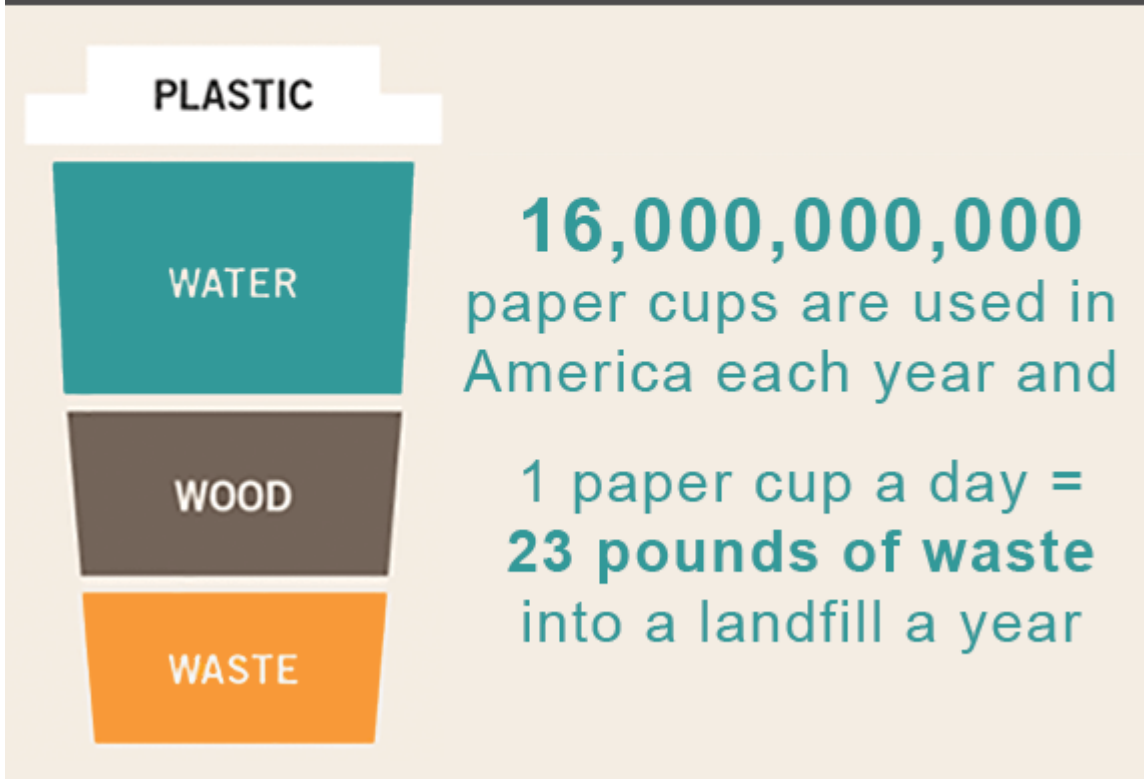 PLASTIC
WATER
WOOD
WASTE
16,000,000,000
paper cups are used in
America each year and
1 paper cup a day =
23 pounds of waste
into a landfill a year